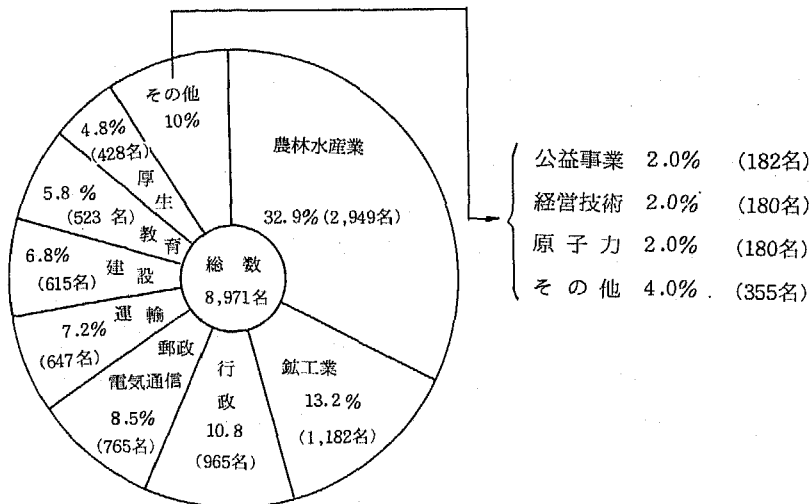 総数
8,971名
農林水産業
32.9% (2,949名)
鉱工業
13.2%
(1,182名)
行政
10.8
(965名)
郵政
電気通信
8.5%
(765名)
運輸
7.2%
(647名)
建設
6.8%
(615名)
教育
5.8%
(523名)
厚生
4.8%
(428名)
その他
10%
公益事業 2.0% (182名)
経営技術 2.0% (180名)
原子力 2.0% (180名)
その他 4.0% (355名)